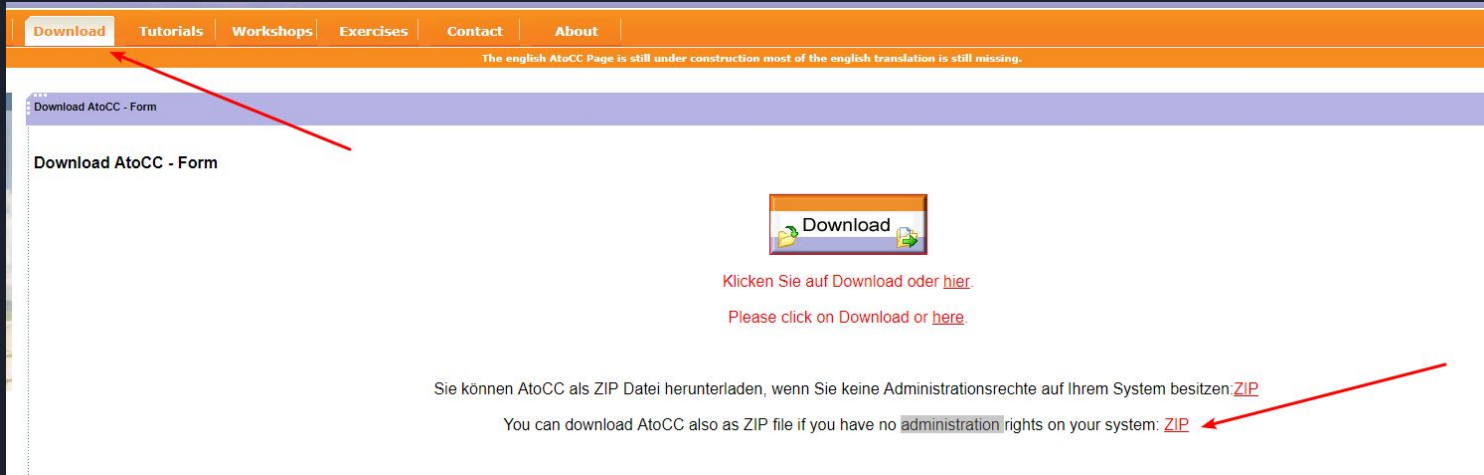 Download Tutorials Workshops Exercises Contact About
The english AtoCC Page is still under construction most of the english translation is still missing.
Download AtoCC - Form
Download AtoCC - Form
Download
Klicken Sie auf Download oder hier.
Please click on Download or here.
Sie können AtoCC als ZIP Datei herunterladen, wenn Sie keine Administrationsrechte auf Ihrem System besitzen:ZIP
You can download AtoCC also as ZIP file if you have no administration rights on your system: ZIP